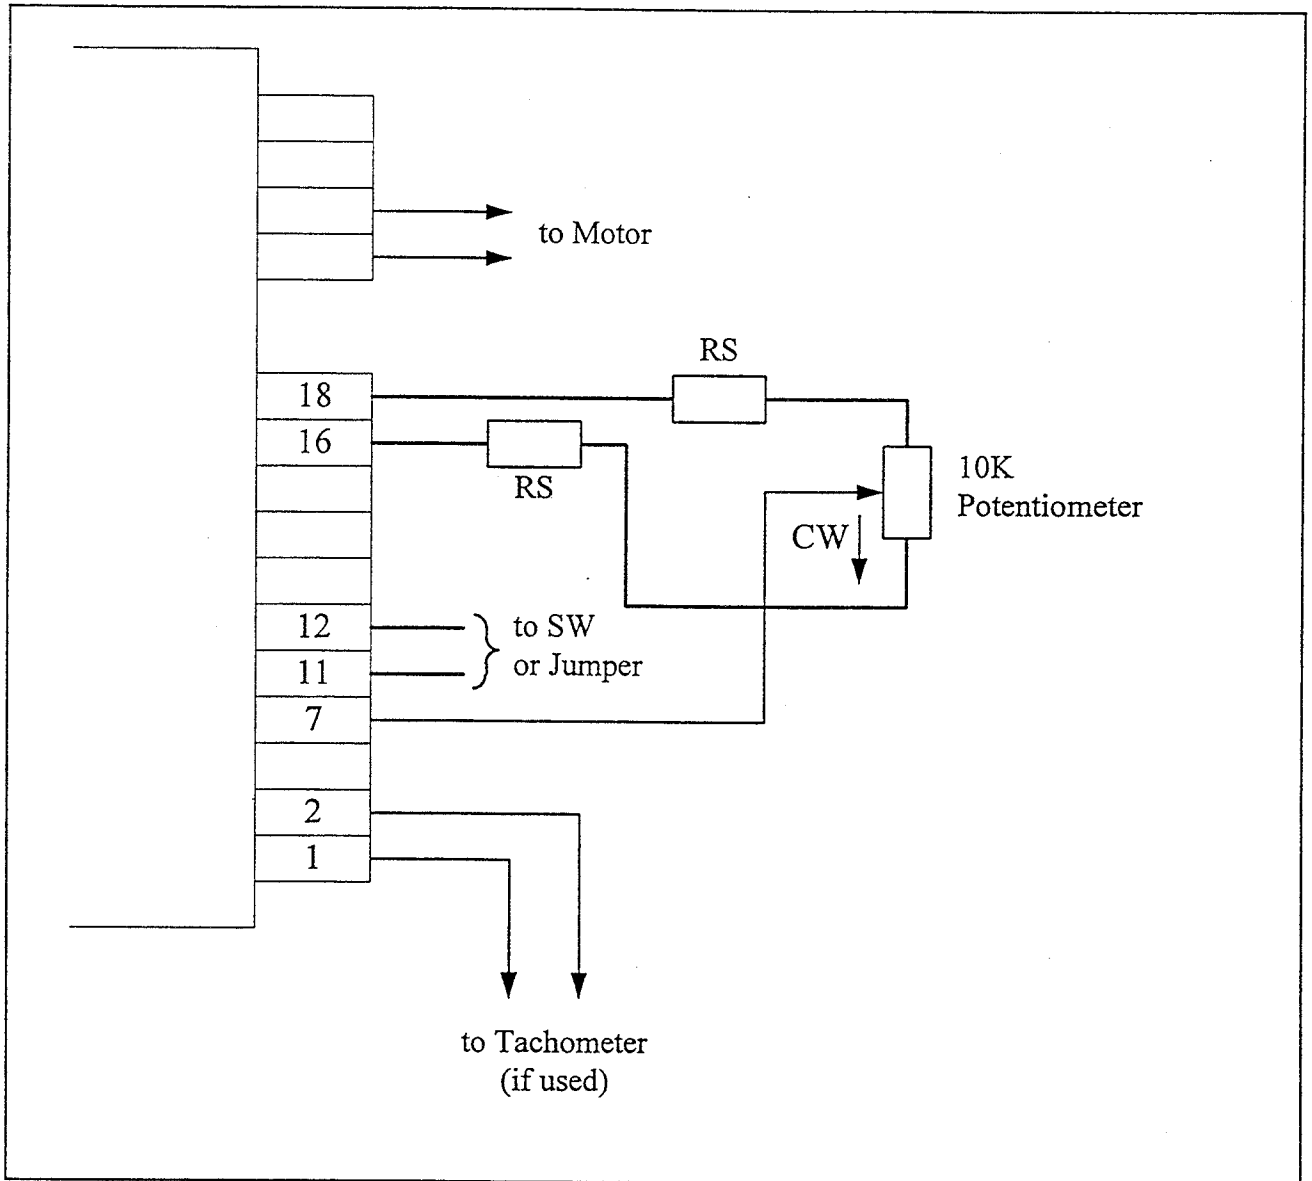 to Motor
RS
18
16
RS
10K
Potentiometer
CW
12
to SW
11
or Jumper
7
2
1
to Tachometer
(if used)